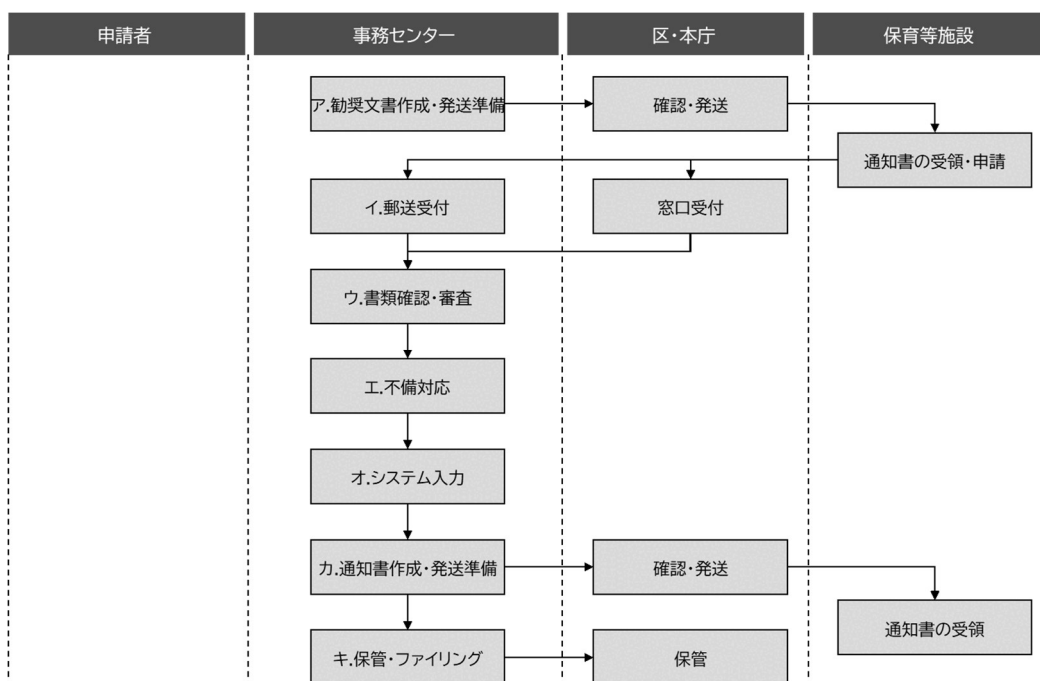 申請者
事務センター
区・本庁
保育等施設
ア.勧奨文書作成・発送準備
確認・発送
通知書の受領・申請
イ.郵送受付
窓口受付
ウ.書類確認・審査
エ.不備対応
オ.システム入力
カ.通知書作成・発送準備
確認・発送
通知書の受領
キ.保管・ファイリング
保管